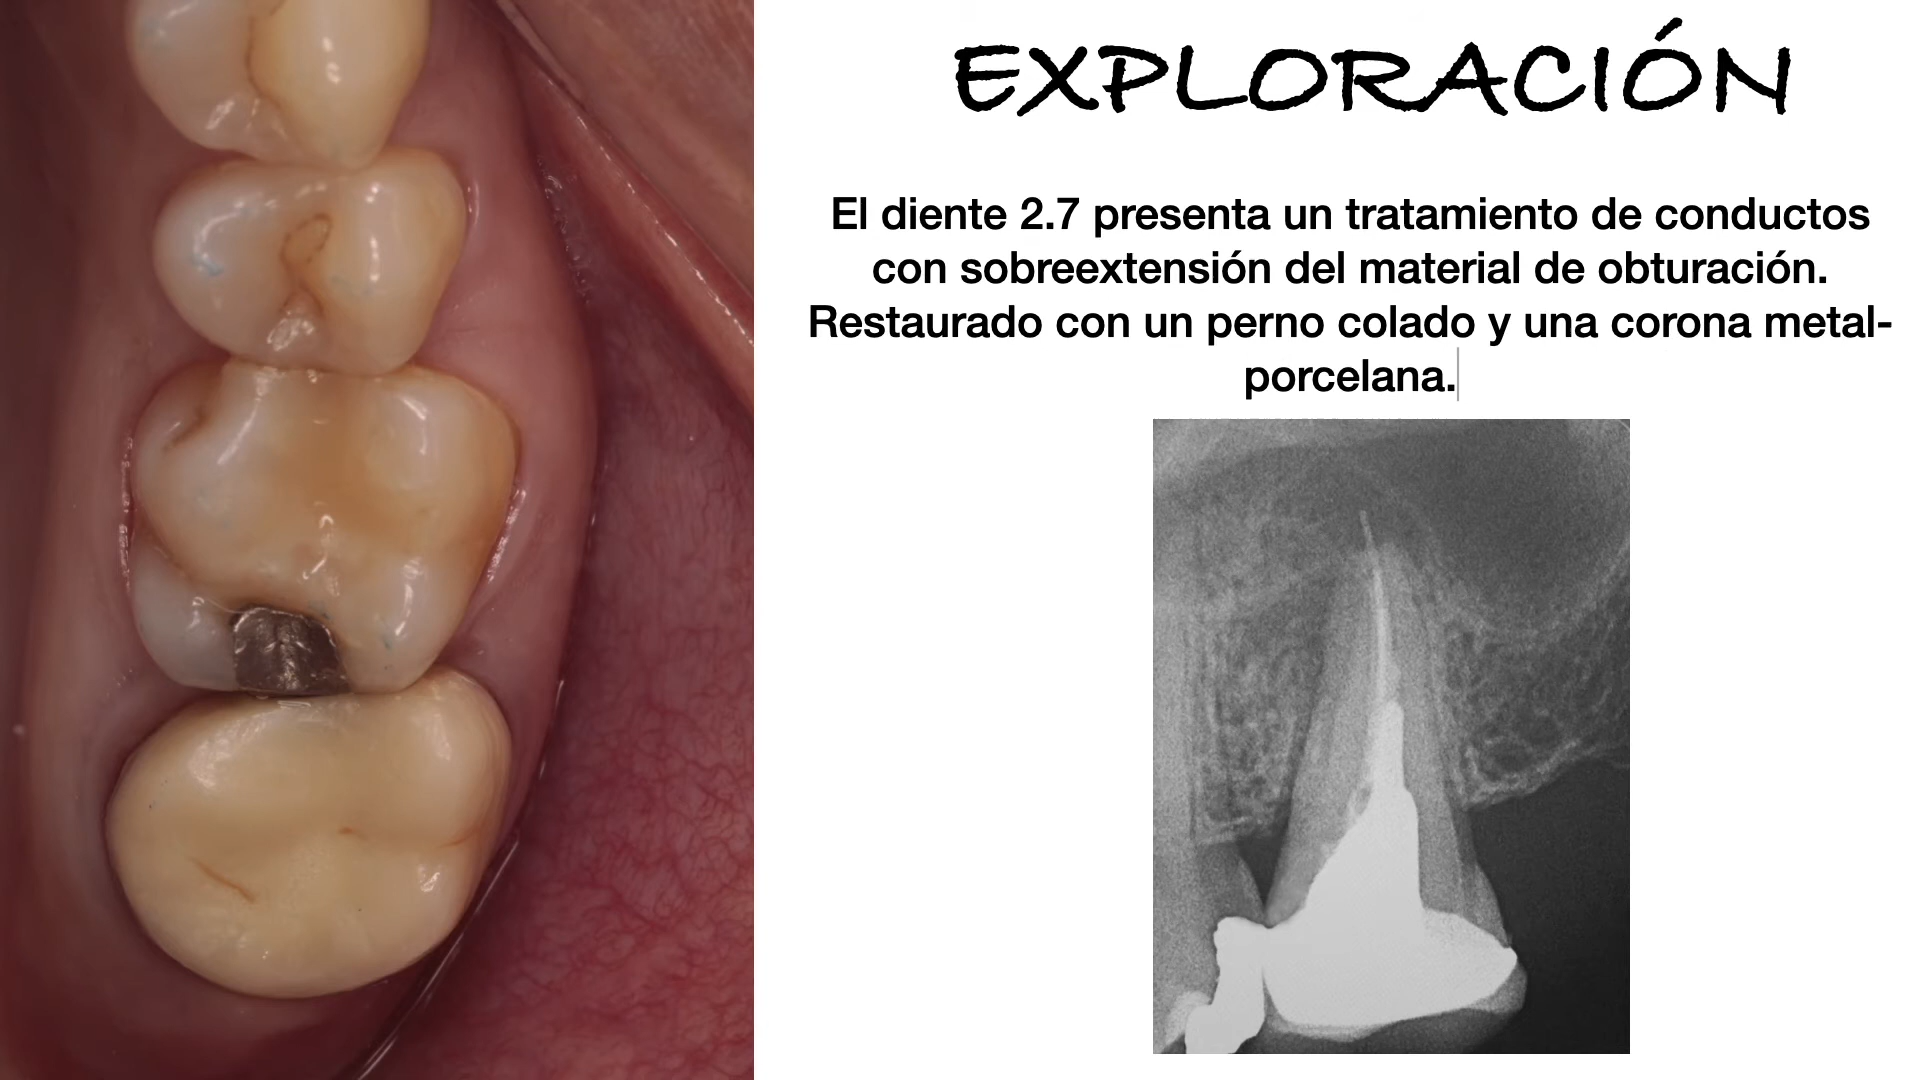 EXPLORACIÓN
El diente 2.7 presenta un tratamiento de conductos
con sobreextensión del material de obturación.
Restaurado con un perno colado y una corona metal-
porcelana.